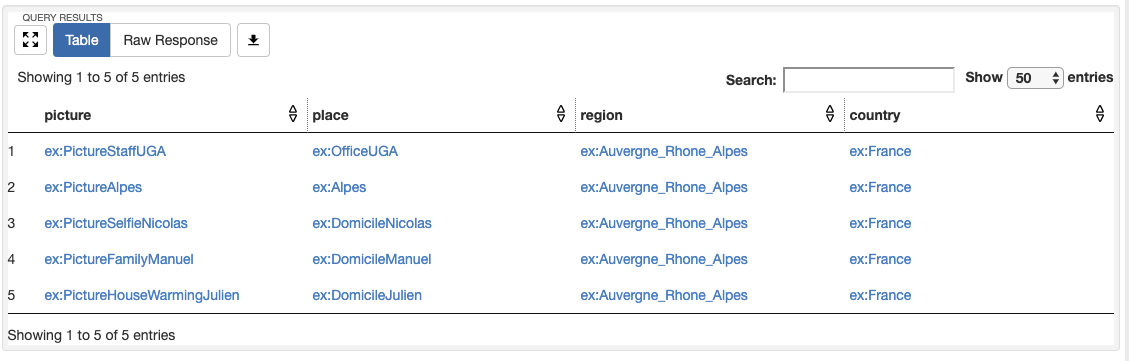 QUERY RESULTS
Table Raw Response
Showing 1 to 5 of 5 entries
Search: Show 50 entries
picture place region country
1 ex:PictureStaffUGA ex:OfficeUGA ex:Auvergne_Rhone_Alpes ex:France
2 ex:PictureAlpes ex:Alpes ex:Auvergne_Rhone_Alpes ex:France
3 ex:PictureSelfieNicolas ex:DomicileNicolas ex:Auvergne_Rhone_Alpes ex:France
4 ex:PictureFamilyManuel ex:DomicileManuel ex:Auvergne_Rhone_Alpes ex:France
5 ex:PictureHouseWarmingJulien ex:DomicileJulien ex:Auvergne_Rhone_Alpes ex:France
Showing 1 to 5 of 5 entries